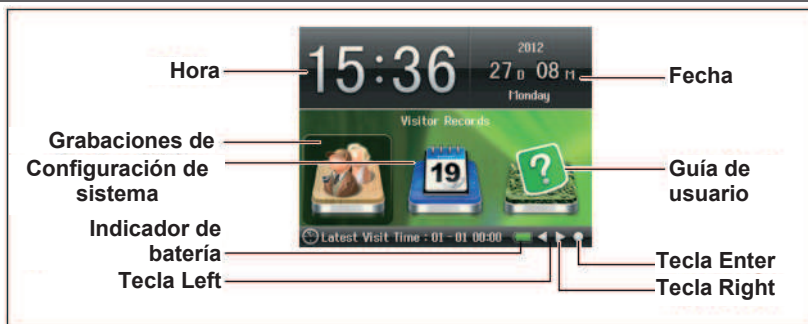 Hora
15:36
2012
27 D 08 M
Monday
Fecha
Visitor Records
Grabaciones de
Configuración de
sistema
19
?
Guía de
usuario
Indicador de
batería
Latest Visit Time : 01-01 00:00
Tecla Left
Tecla Enter
Tecla Right